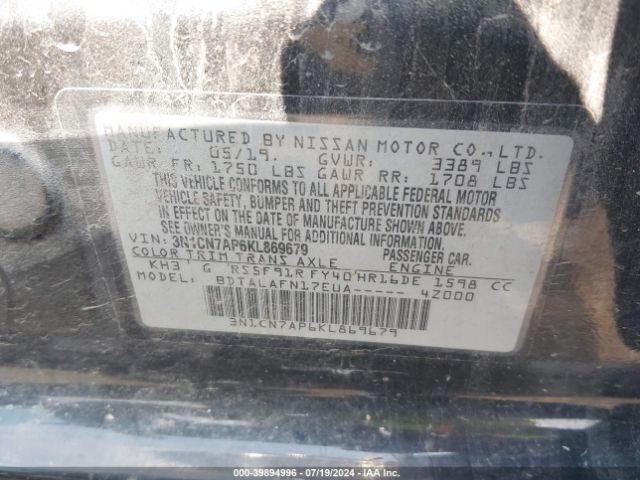 MANUFACTURED BY NISSAN MOTOR CO., LTD.
DATE: 05/19. GVWR: 3389 LBS
GAWR FR: 1750 LBS GAWR RR: 1708 LBS
THIS VEHICLE CONFORMS TO ALL APPLICABLE FEDERAL MOTOR
VEHICLE SAFETY, BUMPER AND THEFT PREVENTION STANDARDS
IN EFFECT ON THE DATE OF MANUFACTURE SHOWN ABOVE.
SEE OWNER'S MANUAL FOR ADDITIONAL INFORMATION
VIN: 3N1CN7AP6KL869679 PASSENGER CAR
COLOR TRIM TRANS AXLE ENGINE
KH3 G RS5F91R FY40 HR16DE 1598 CC
MODEL: BDTALAFN17EUA----- 4Z000
3N1CN7AP6KL869679
000-39894996 - 07/19/2024 - IAA Inc.